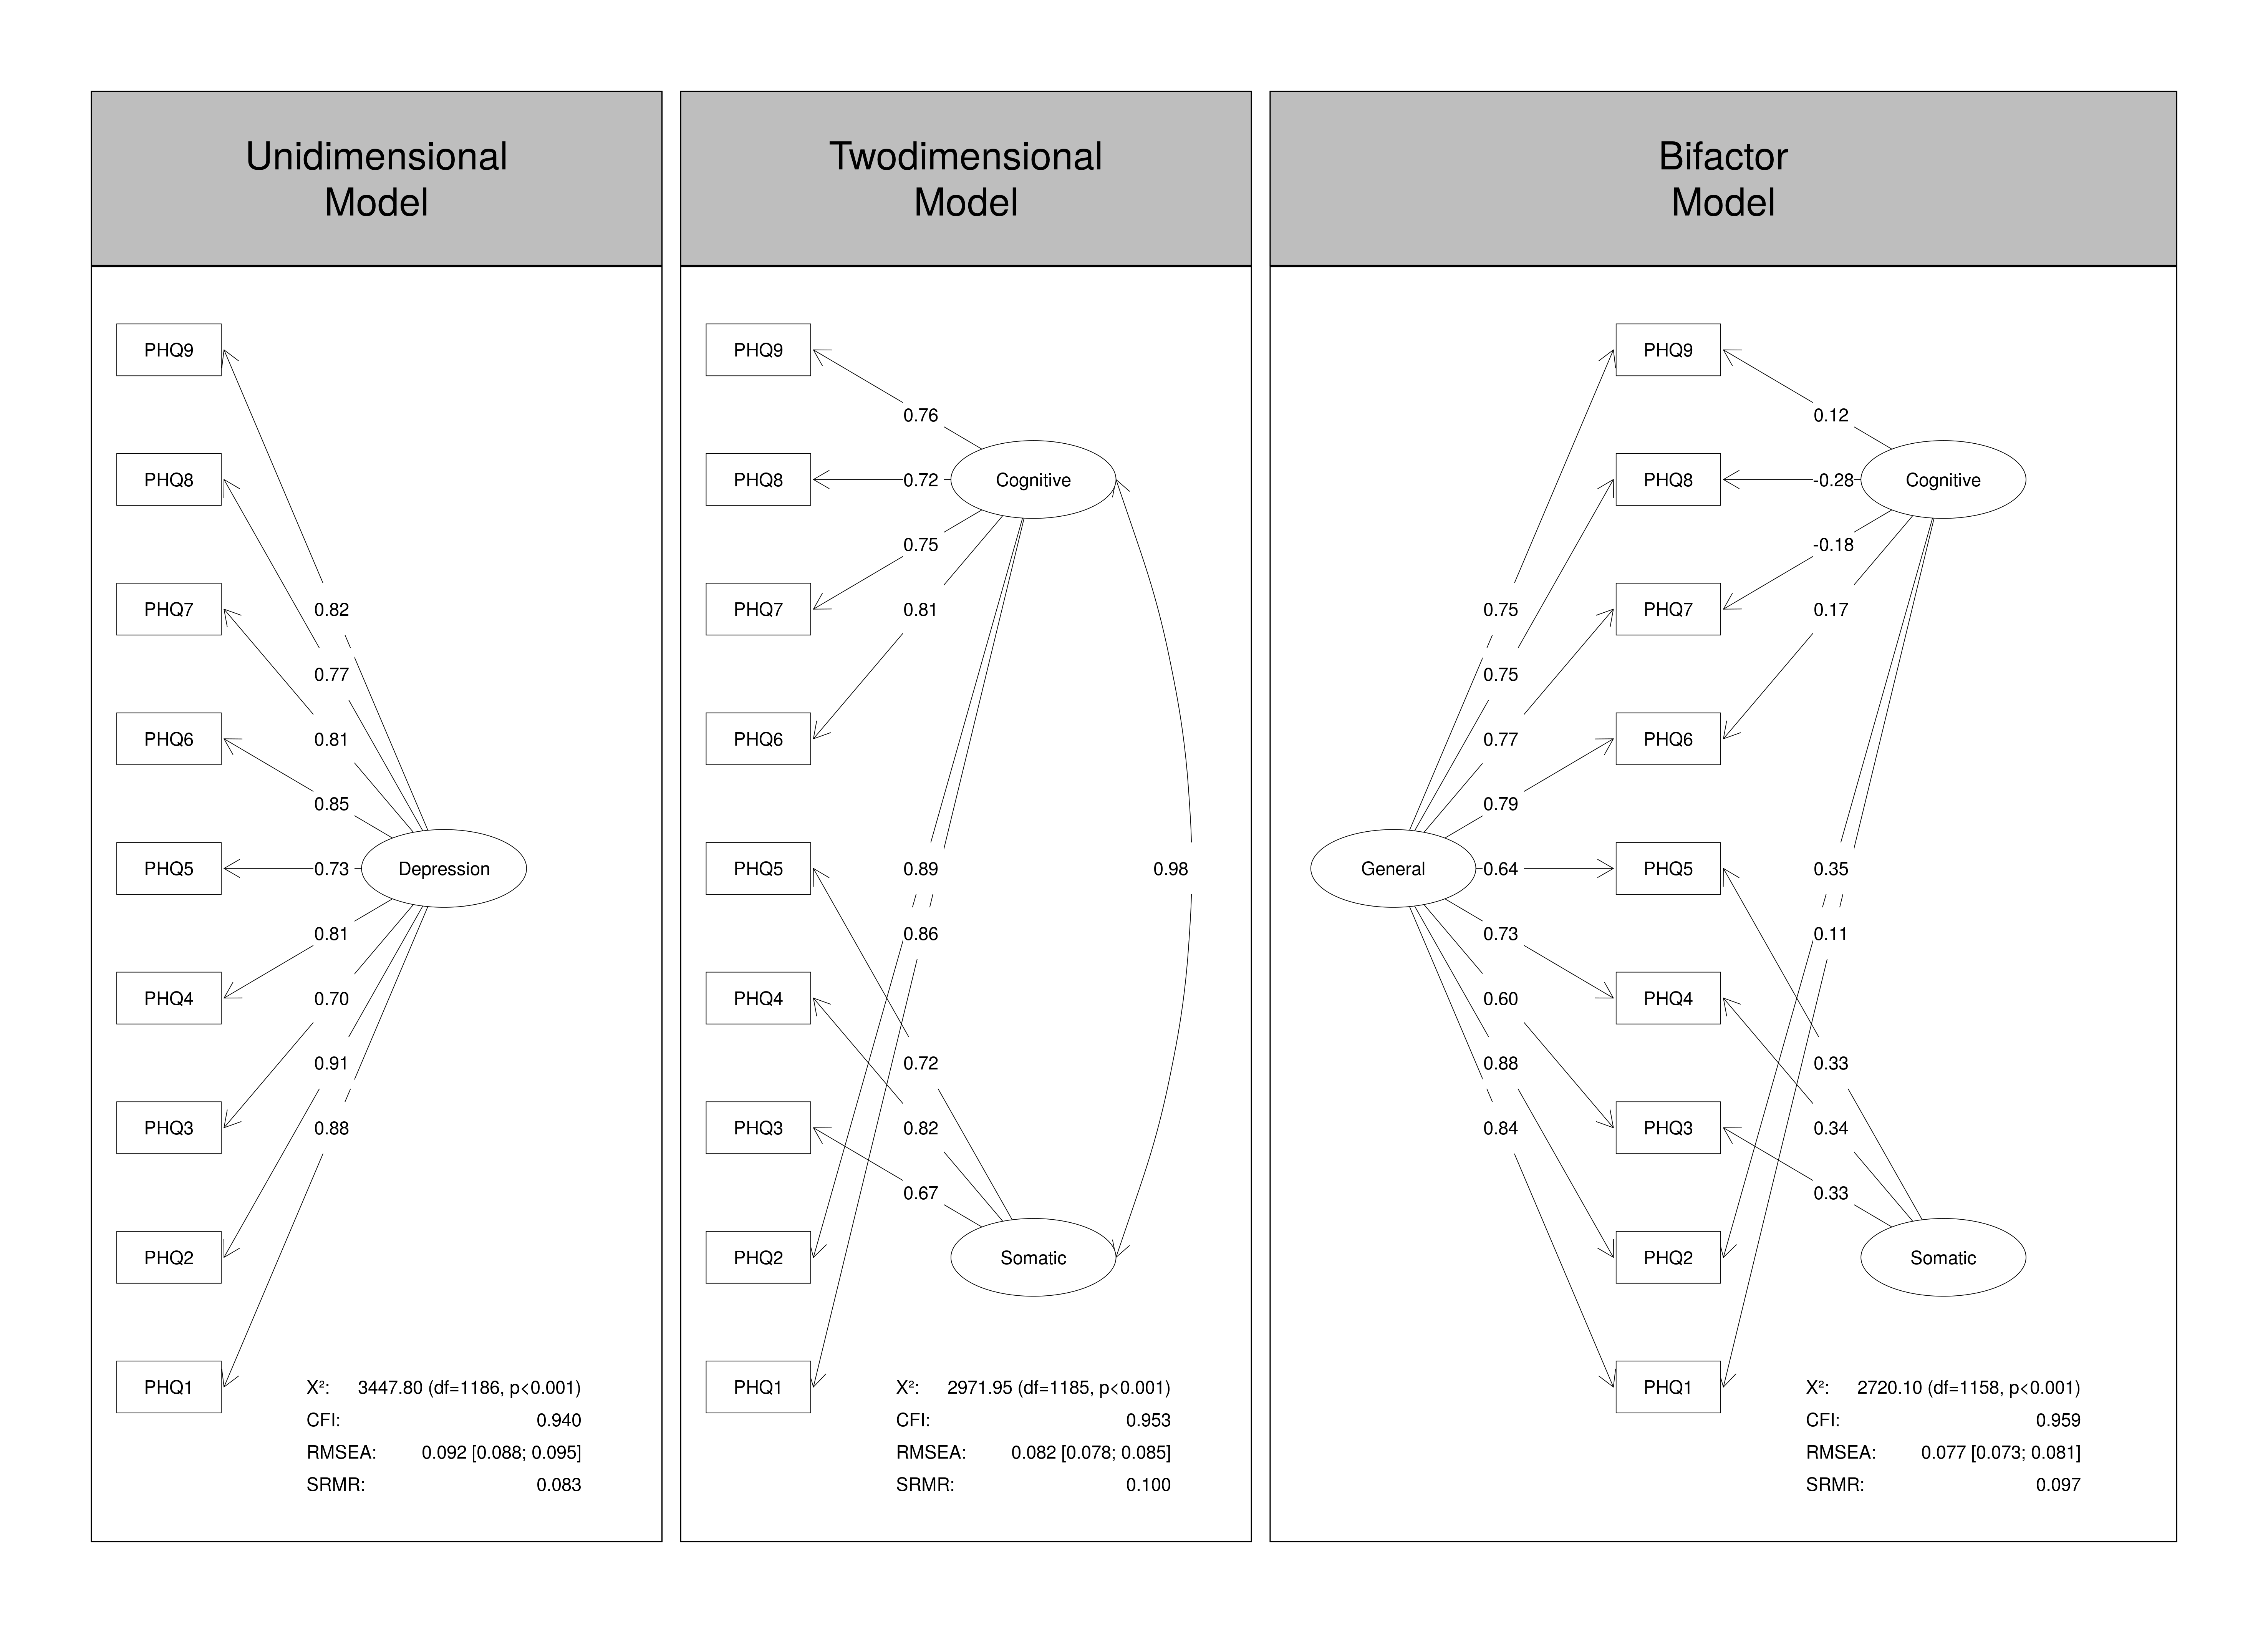 Unidimensional
Model
PHQ9
PHQ8
PHQ7
PHQ6
PHQ5
PHQ4
PHQ3
PHQ2
PHQ1
0.82
0.77
0.81
0.85
0.73
0.81
0.70
0.91
0.88
Depression
X²: 3447.80 (df=1186, p<0.001)
CFI: 0.940
RMSEA: 0.092 [0.088; 0.095]
SRMR: 0.083
Twodimensional
Model
PHQ9
PHQ8
PHQ7
PHQ6
PHQ5
PHQ4
PHQ3
PHQ2
PHQ1
0.76
0.72
0.75
0.81
0.89
0.86
0.72
0.82
0.67
Cognitive
0.98
Somatic
X²: 2971.95 (df=1185, p<0.001)
CFI: 0.953
RMSEA: 0.082 [0.078; 0.085]
SRMR: 0.100
Bifactor
Model
General
0.75
0.75
0.77
0.79
0.64
0.73
0.60
0.88
0.84
PHQ9
PHQ8
PHQ7
PHQ6
PHQ5
PHQ4
PHQ3
PHQ2
PHQ1
0.12
-0.28
-0.18
0.17
0.35
0.11
0.33
0.34
0.33
Cognitive
Somatic
X²: 2720.10 (df=1158, p<0.001)
CFI: 0.959
RMSEA: 0.077 [0.073; 0.081]
SRMR: 0.097